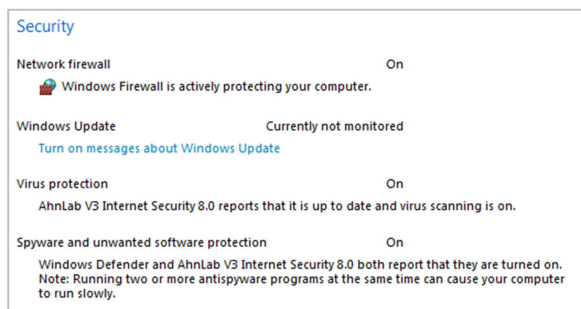 Security
Network firewall On
Windows Firewall is actively protecting your computer.
Windows Update Currently not monitored
Turn on messages about Windows Update
Virus protection On
AhnLab V3 Internet Security 8.0 reports that it is up to date and virus scanning is on.
Spyware and unwanted software protection On
Windows Defender and AhnLab V3 Internet Security 8.0 both report that they are turned on.
Note: Running two or more antispyware programs at the same time can cause your computer
to run slowly.